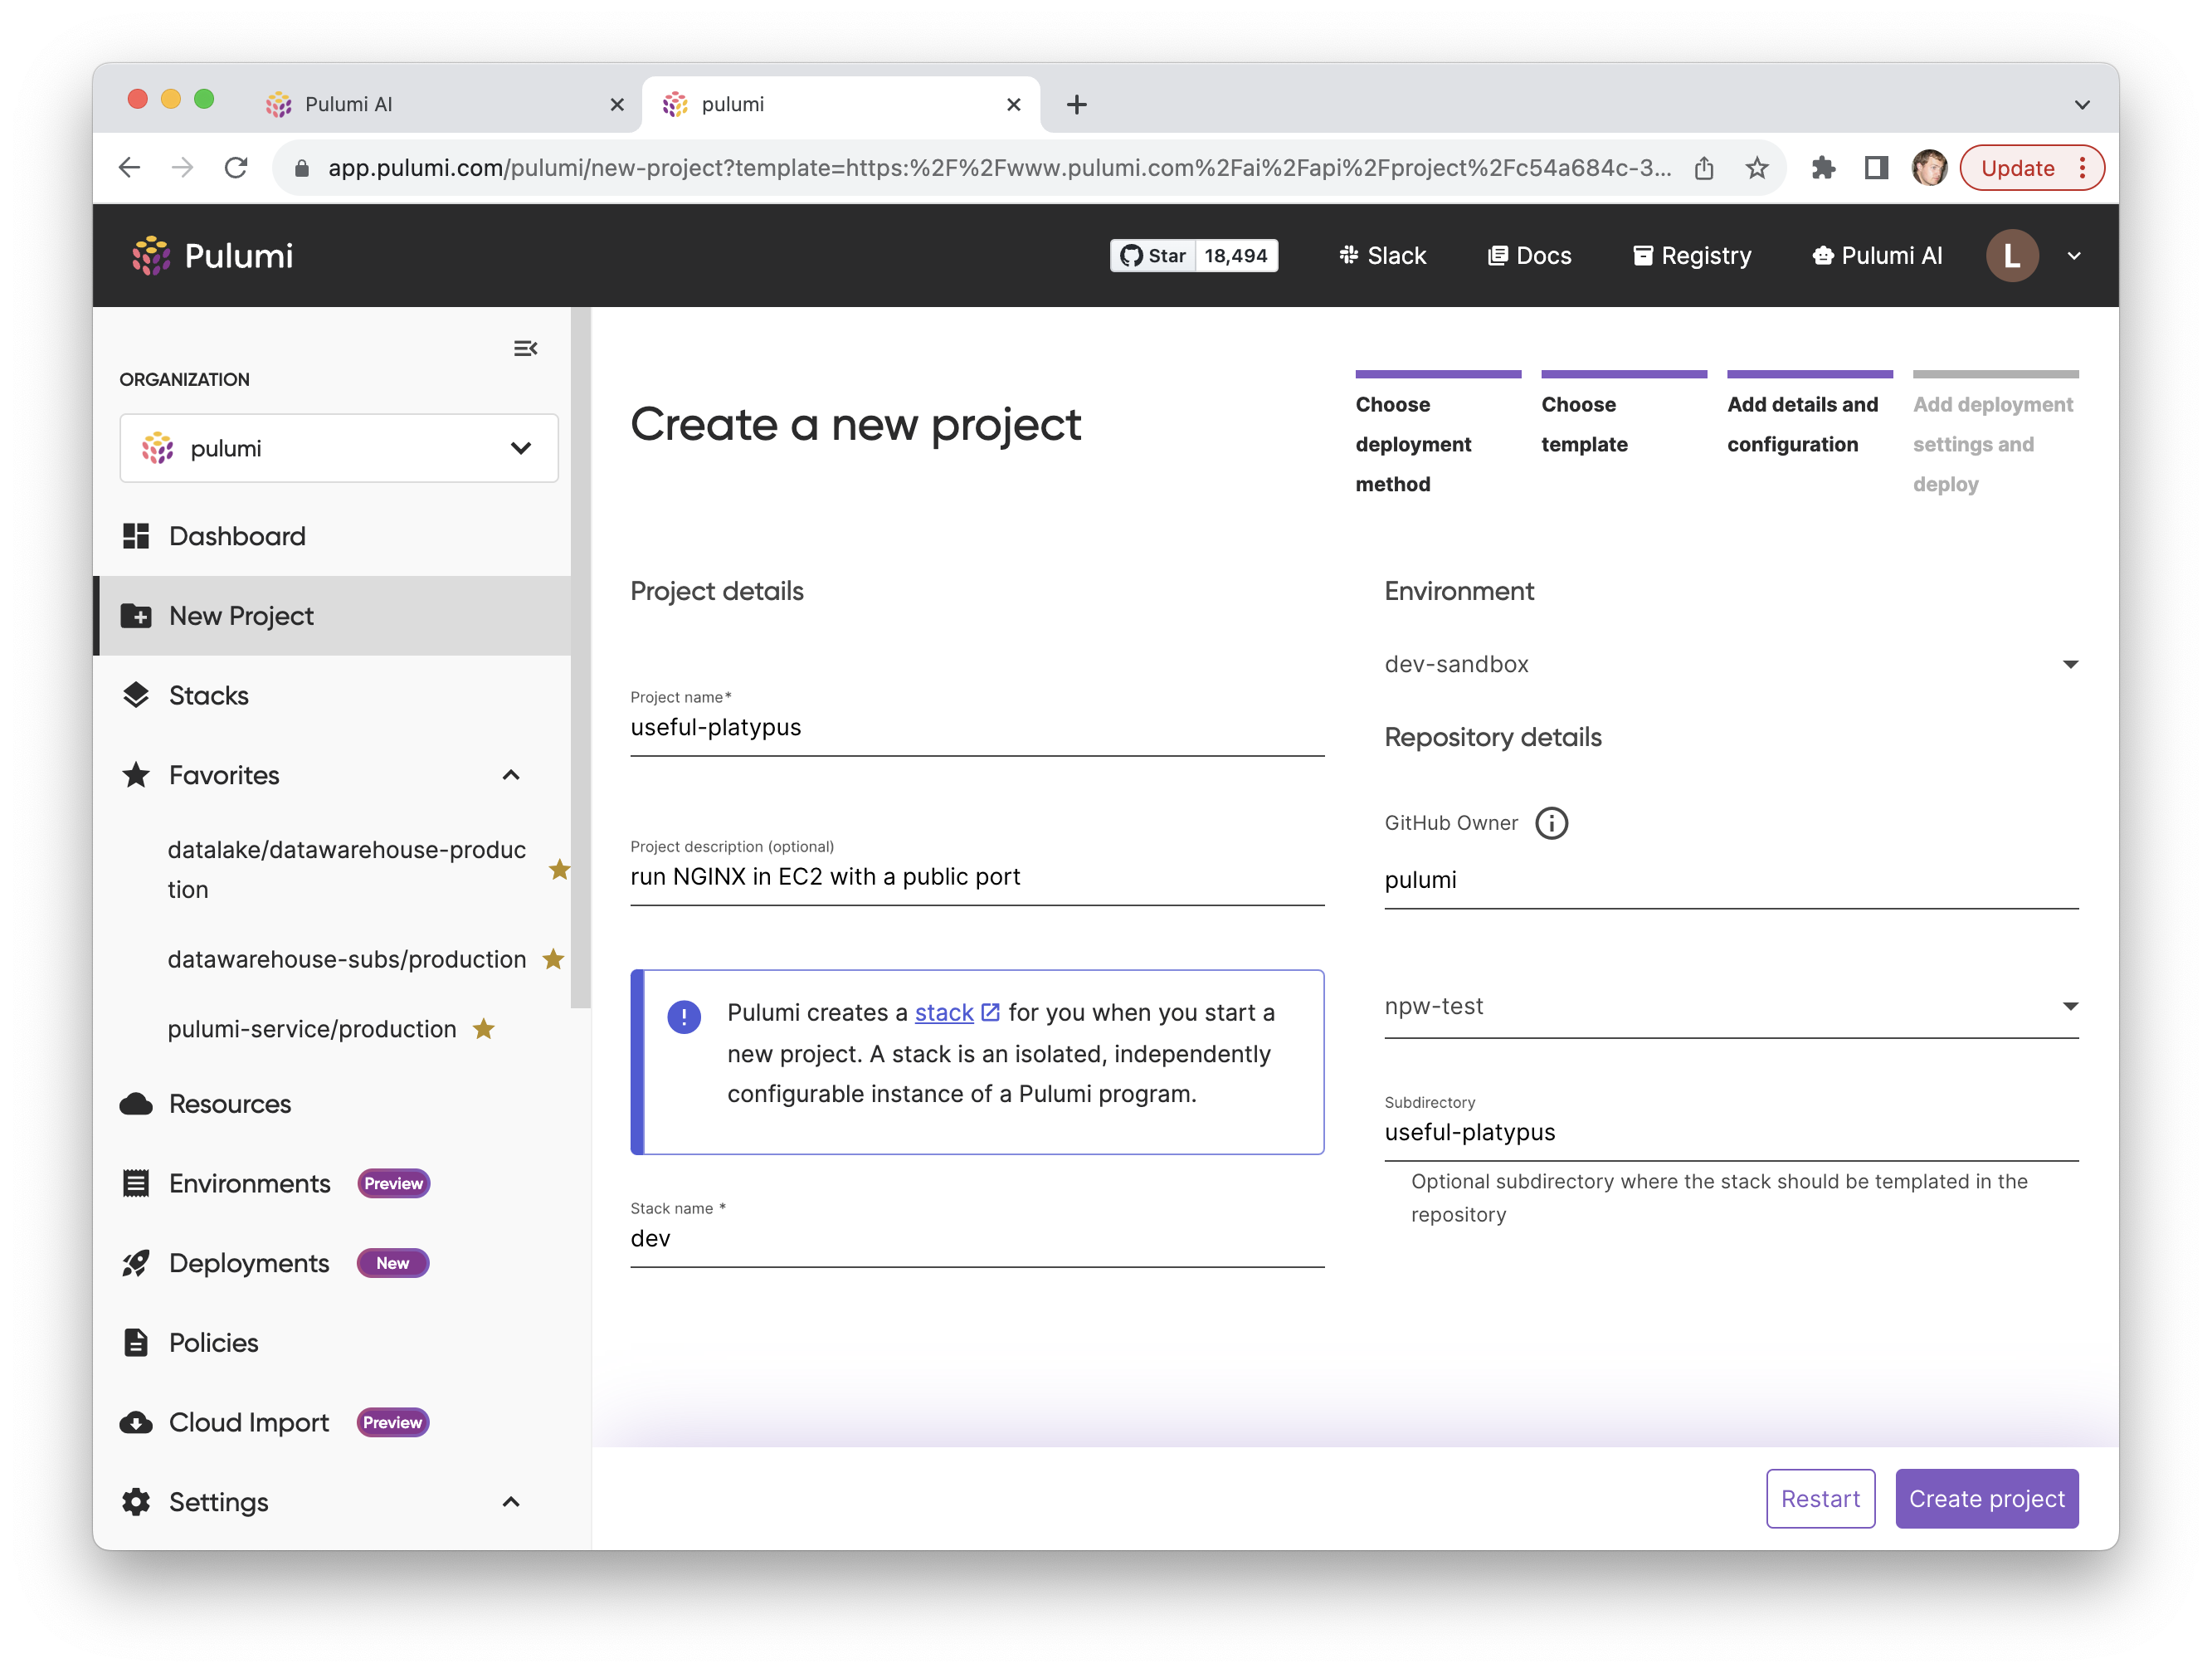 Pulumi AI
pulumi
app.pulumi.com/pulumi/new-project?template=https:%2F%2Fwww.pulumi.com%2Fai%2Fapi%2Fproject%2Fc54a684c-3...
Update
Pulumi
Star 18,494
Slack
Docs
Registry
Pulumi AI
L
ORGANIZATION
pulumi
Dashboard
New Project
Stacks
Favorites
datalake/datawarehouse-produc
tion
datawarehouse-subs/production
pulumi-service/production
Resources
Environments Preview
Deployments New
Policies
Cloud Import Preview
Settings
Create a new project
Choose
deployment
method
Choose
template
Add details and
configuration
Add deployment
settings and
deploy
Project details
Project name*
useful-platypus
Project description (optional)
run NGINX in EC2 with a public port
Pulumi creates a stack for you when you start a
new project. A stack is an isolated, independently
configurable instance of a Pulumi program.
Stack name *
dev
Environment
dev-sandbox
Repository details
GitHub Owner
pulumi
npw-test
Subdirectory
useful-platypus
Optional subdirectory where the stack should be templated in the
repository
Restart
Create project